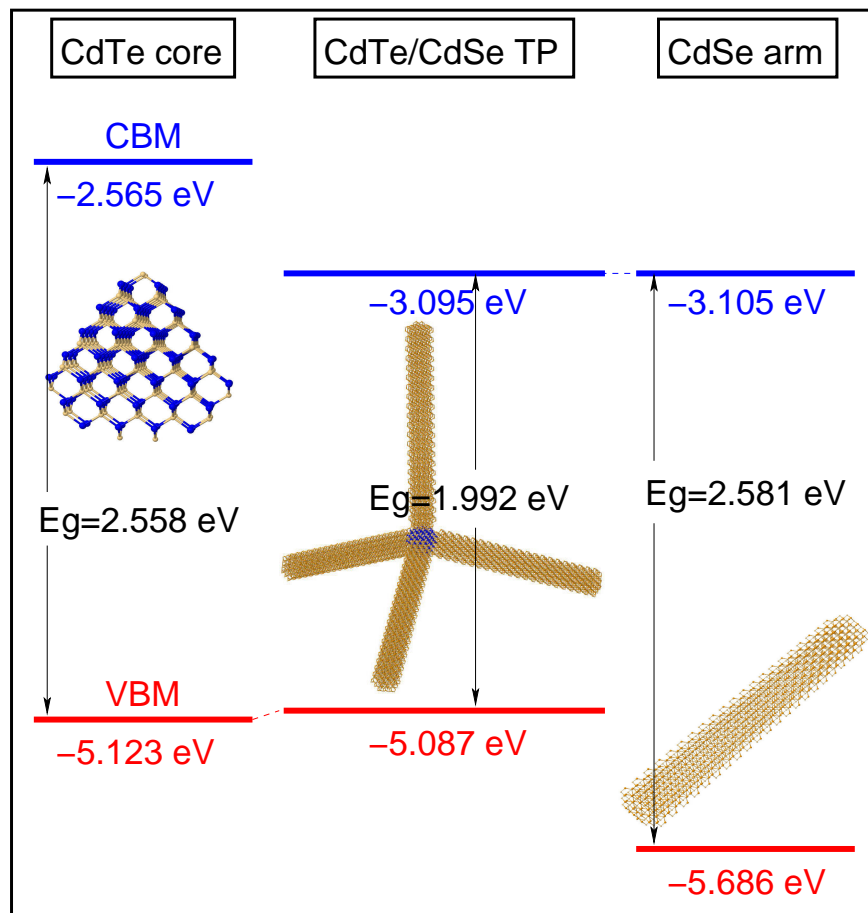 CdTe core
CdTe/CdSe TP
CdSe arm
CBM
−2.565 eV
−3.095 eV
−3.105 eV
Eg=2.558 eV
Eg=1.992 eV
Eg=2.581 eV
VBM
−5.123 eV
−5.087 eV
−5.686 eV